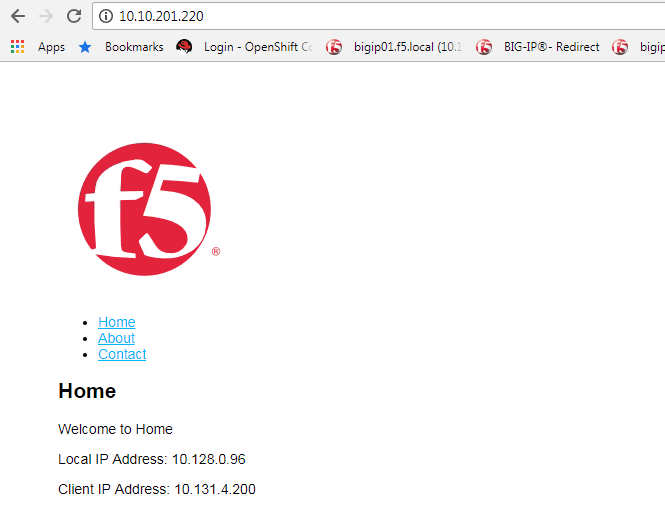 10.10.201.220
Apps Bookmarks Login - OpenShift Co bigip01.f5.local (10.1 BIG-IP®- Redirect bigip
f5®
Home
About
Contact
Home
Welcome to Home
Local IP Address: 10.128.0.96
Client IP Address: 10.131.4.200